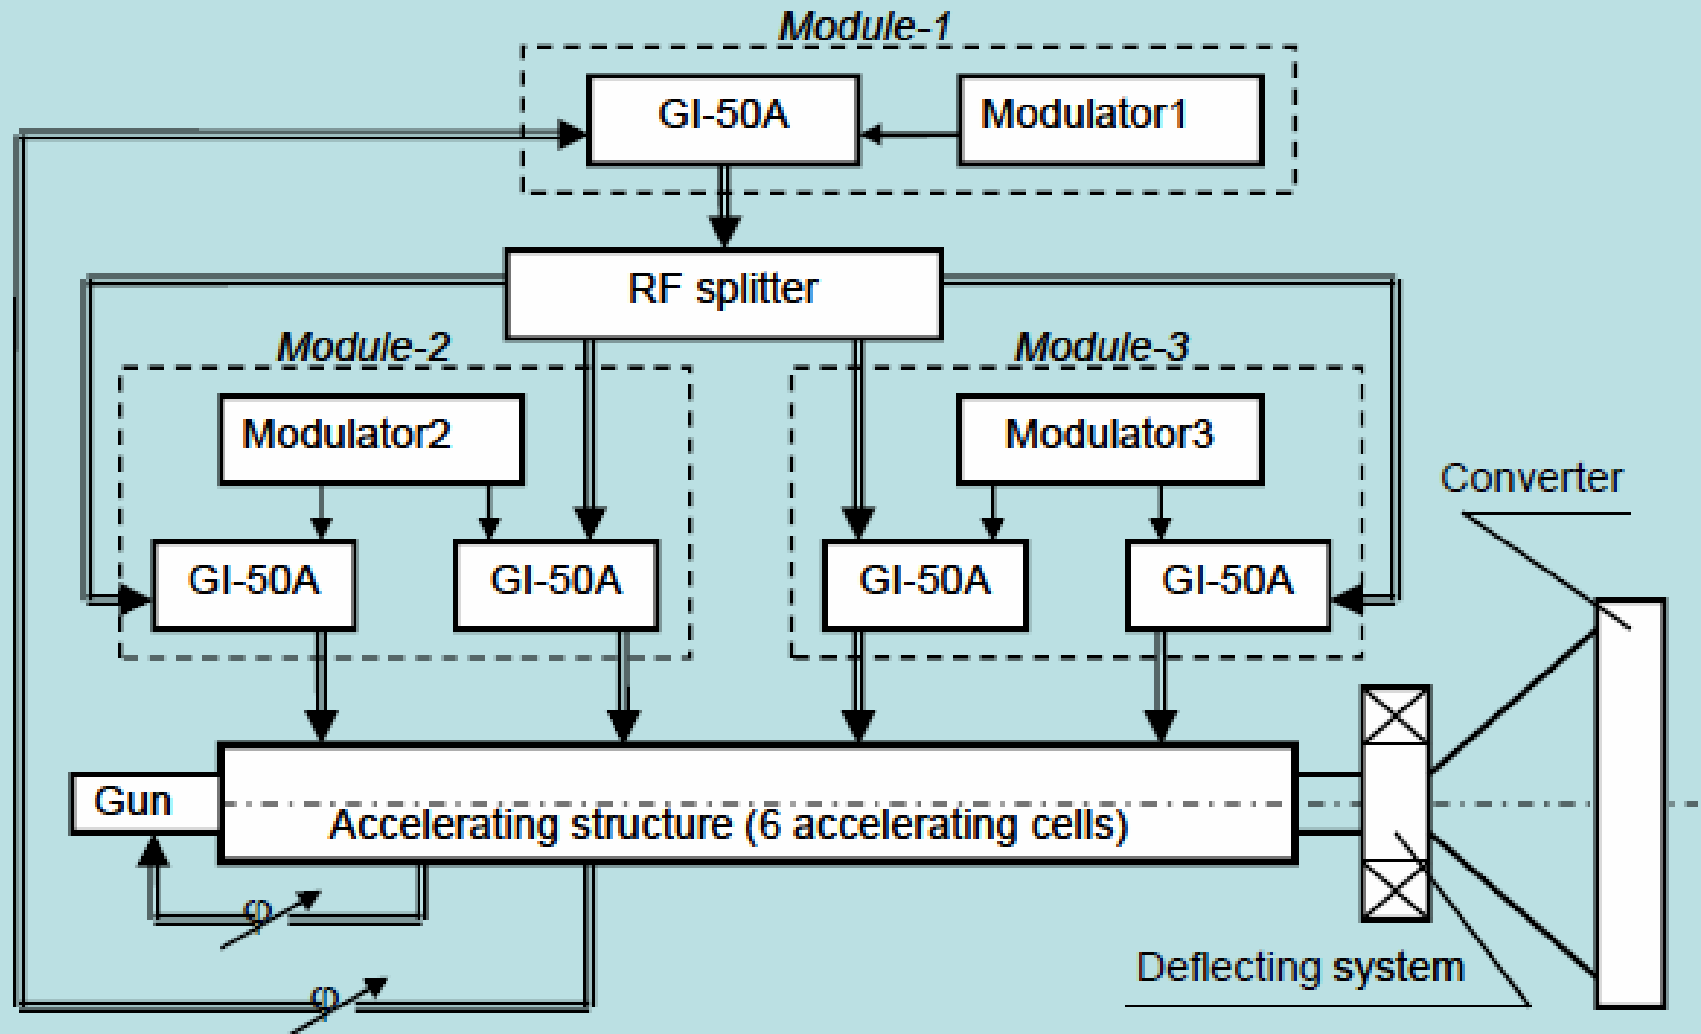 Module-1
GI-50A
Modulator1
RF splitter
Module-2
Module-3
Modulator2
Modulator3
Converter
GI-50A
GI-50A
GI-50A
GI-50A
Gun
Accelerating structure (6 accelerating cells)
φ
Deflecting system
φ